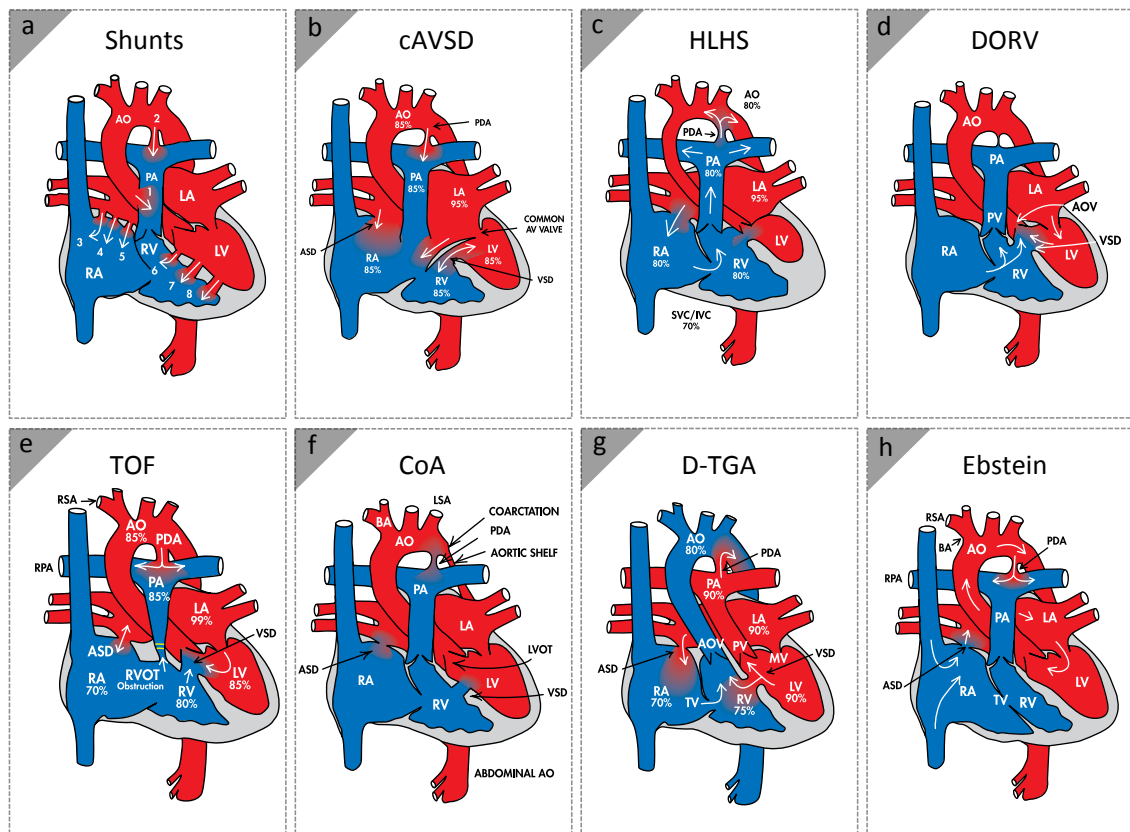 a
Shunts
AO
2
PA
1
LA
3
4
5
RV
LV
RA
6
7
8
b
cAVSD
AO
85%
PDA
PA
85%
LA
95%
COMMON
AV VALVE
ASD
RA
85%
LV
85%
RV
85%
VSD
c
HLHS
AO
80%
PDA
PA
80%
LA
95%
RA
80%
RV
80%
LV
SVC/IVC
70%
d
DORV
AO
PA
PV
AOV
VSD
RA
RV
LV
e
TOF
RSA
AO
85%
PDA
RPA
PA
85%
LA
99%
VSD
ASD
RA
70%
RVOT
Obstruction
RV
80%
LV
85%
f
CoA
LSA
BA
AO
COARCTATION
PDA
AORTIC SHELF
PA
LA
LVOT
ASD
RA
LV
RV
VSD
ABDOMINAL AO
g
D-TGA
AO
80%
PDA
PA
90%
LA
90%
AOV
PV
MV
VSD
ASD
RA
70%
TV
RV
75%
LV
90%
h
Ebstein
RSA
BA
AO
PDA
RPA
PA
LA
ASD
RA
TV
RV
LV